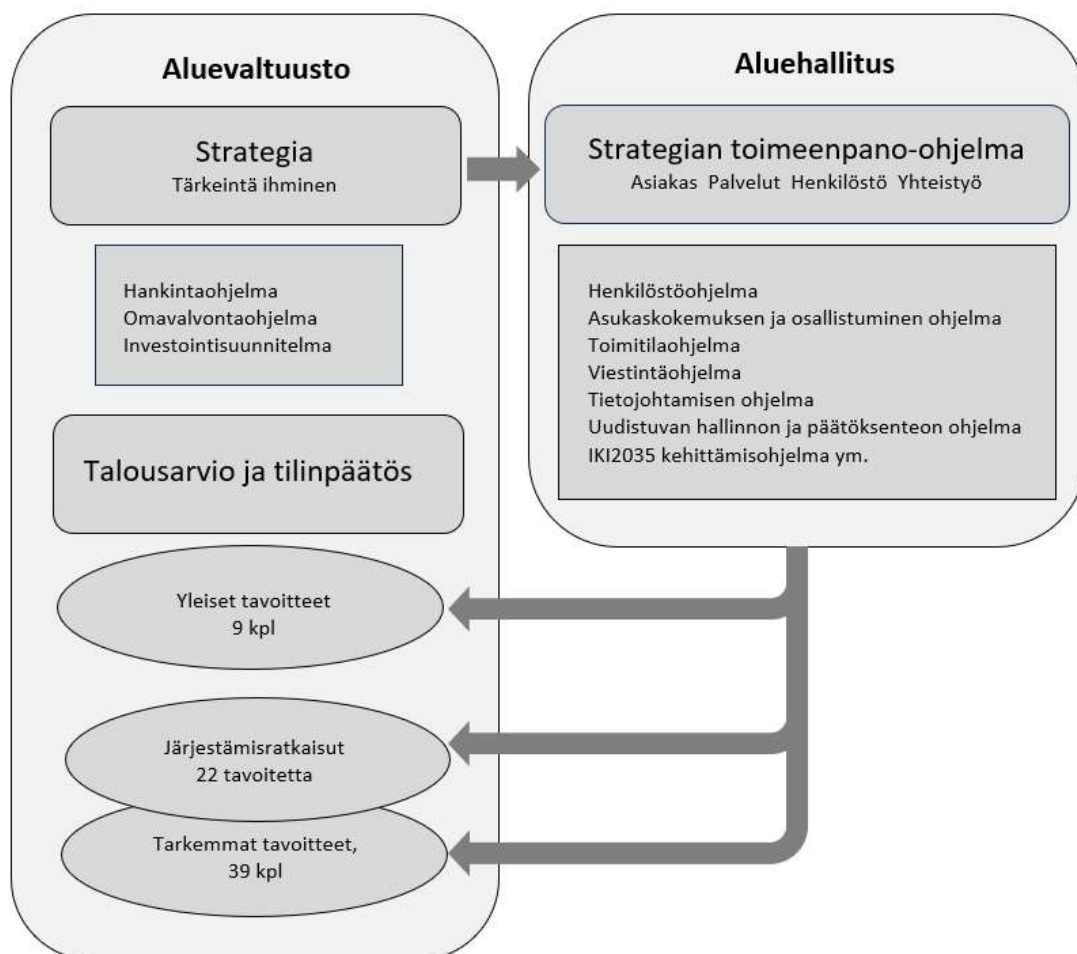 Aluevaltuusto
Strategia
Tärkeintä ihminen
Hankintaohjelma
Omavalvontaohjelma
Investointisuunnitelma
Talousarvio ja tilinpäätös
Yleiset tavoitteet
9 kpl
Järjestämisratkaisut
22 tavoitetta
Tarkemmat tavoitteet,
39 kpl
Aluehallitus
Strategian toimeenpano-ohjelma
Asiakas Palvelut Henkilöstö Yhteistyö
Henkilöstöohjelma
Asukaskokemuksen ja osallistuminen ohjelma
Toimitilaohjelma
Viestintäohjelma
Tietojohtamisen ohjelma
Uudistuvan hallinnon ja päätöksenteon ohjelma
IKI2035 kehittämisohjelma ym.